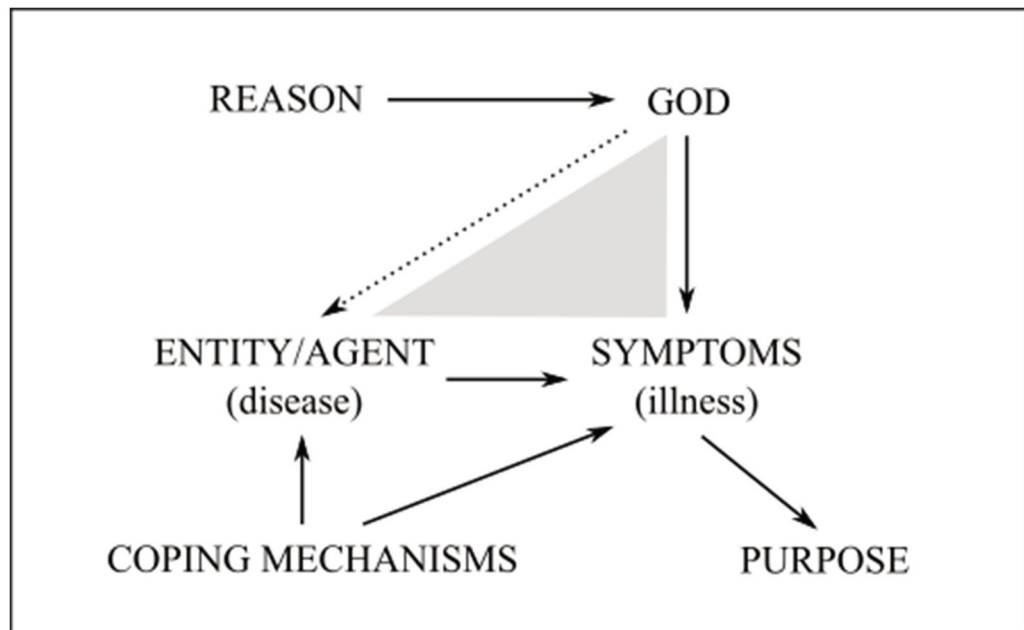 REASON
GOD
ENTITY/AGENT
(disease)
SYMPTOMS
(illness)
COPING MECHANISMS
PURPOSE